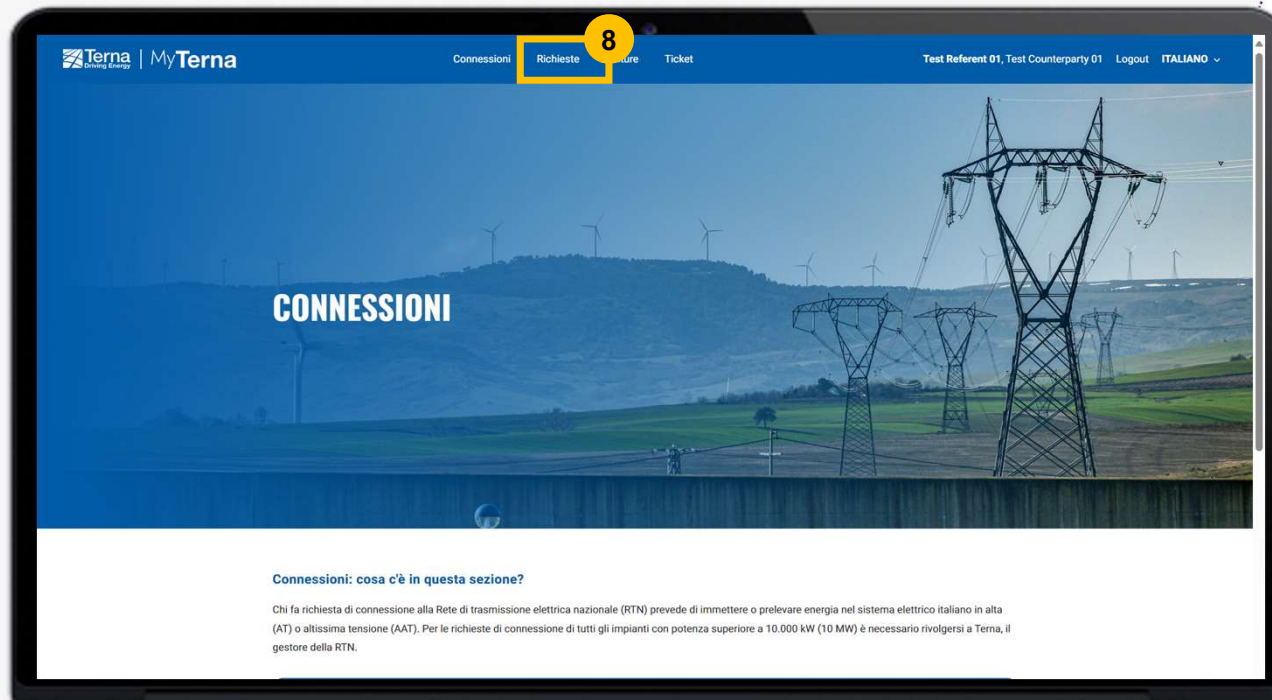 8
Terna Driving Energy | MyTerna
Connessioni Richieste ture Ticket
Test Referent 01, Test Counterparty 01 Logout ITALIANO
CONNESSIONI
Connessioni: cosa c'è in questa sezione?
Chi fa richiesta di connessione alla Rete di trasmissione elettrica nazionale (RTN) prevede di immettere o prelevare energia nel sistema elettrico italiano in alta
(AT) o altissima tensione (AAT). Per le richieste di connessione di tutti gli impianti con potenza superiore a 10.000 kW (10 MW) è necessario rivolgersi a Terna, il
gestore della RTN.